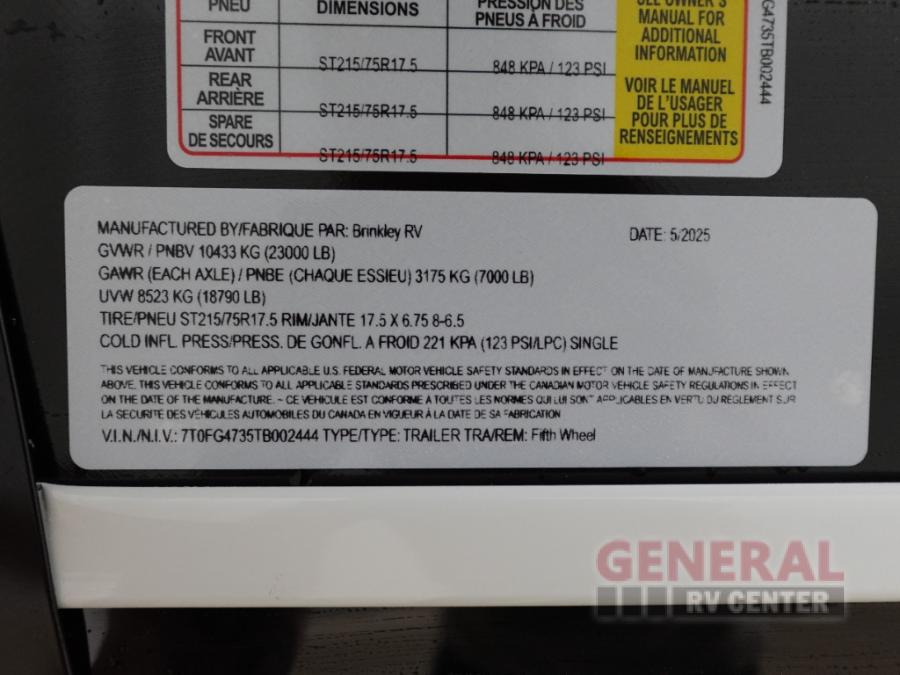 PNEU DIMENSIONS PRESSION DES PNEUS À FROID
SEE OWNER'S
MANUAL FOR
ADDITIONAL
INFORMATION
VOIR LE MANUEL
DE L'USAGER
POUR PLUS DE
RENSEIGNEMENTS
FRONT
AVANT
ST215/75R17.5 848 KPA / 123 PSI
REAR
ARRIÈRE
ST215/75R17.5 848 KPA / 123 PSI
SPARE
DE SECOURS
ST215/75R17.5 848 KPA / 123 PSI
G4735TB002444
MANUFACTURED BY/FABRIQUE PAR: Brinkley RV DATE: 5/2025
GVWR / PNBV 10433 KG (23000 LB)
GAWR (EACH AXLE) / PNBE (CHAQUE ESSIEU) 3175 KG (7000 LB)
UVW 8523 KG (18790 LB)
TIRE/PNEU ST215/75R17.5 RIM/JANTE 17.5 X 6.75 8-6.5
COLD INFL. PRESS/PRESS. DE GONFL. A FROID 221 KPA (123 PSI/LPC) SINGLE
THIS VEHICLE CONFORMS TO ALL APPLICABLE U.S. FEDERAL MOTOR VEHICLE SAFETY STANDARDS IN EFFECT ON THE DATE OF MANUFACTURE SHOWN
ABOVE. THIS VEHICLE CONFORMS TO ALL APPLICABLE STANDARDS PRESCRIBED UNDER THE CANADIAN MOTOR VEHICLE SAFETY REGULATIONS IN EFFECT
ON THE DATE OF THE MANUFACTURE. ~ CE VEHICULE EST CONFORME À TOUTES LES NORMES QUI LUI SONT APPLICABLES EN VERTU DU REGLEMENT SUR
LA SECURITE DES VÉHICULES AUTOMOBILES DU CANADA EN VIGUEUR À LA DATE DE SA FABRICATION
V.I.N./N.I.V.: 7T0FG4735TB002444 TYPE/TYPE: TRAILER TRA/REM: Fifth Wheel
GENERAL
RV CENTER